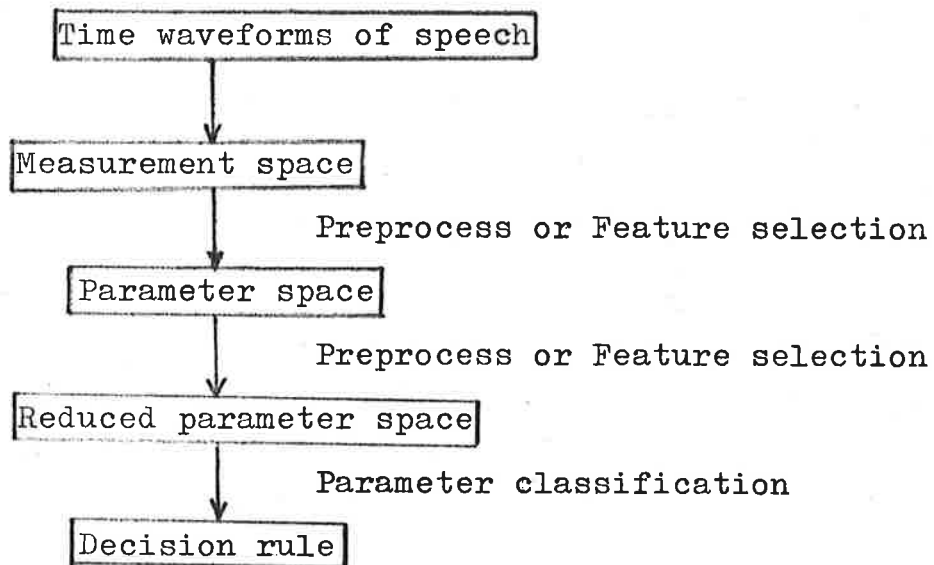 Time waveforms of speech
Measurement space
Preprocess or Feature selection
Parameter space
Preprocess or Feature selection
Reduced parameter space
Parameter classification
Decision rule